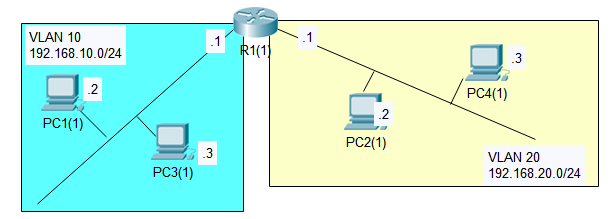 VLAN 10
192.168.10.0/24
.1
R1(1)
.1
.2
PC1(1)
.3
PC3(1)
.2
PC2(1)
.3
PC4(1)
VLAN 20
192.168.20.0/24